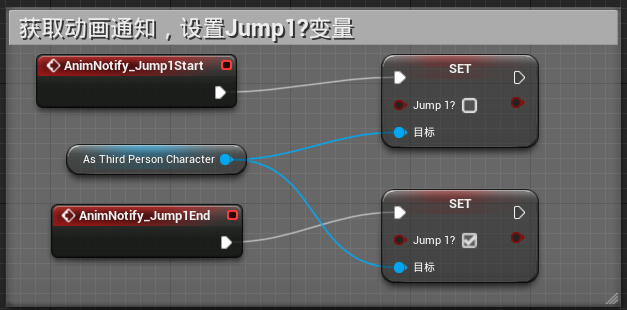 获取动画通知，设置Jump1?变量
AnimNotify_Jump1Start
SET
Jump 1?
目标
As Third Person Character
AnimNotify_Jump1End
SET
Jump 1?
目标